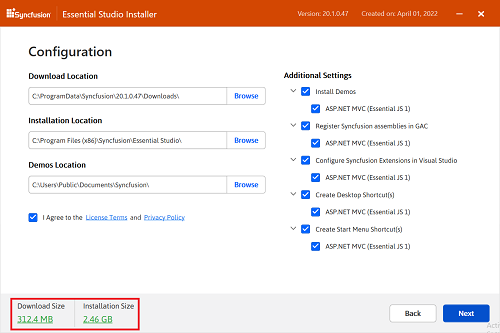 Syncfusion Essential Studio Installer Version: 20.1.0.47 Created on: April 01, 2022
Configuration
Download Location
C:\ProgramData\Syncfusion\20.1.0.47\Downloads\ Browse
Installation Location
C:\Program Files (x86)\Syncfusion\Essential Studio\ Browse
Demos Location
C:\Users\Public\Documents\Syncfusion\ Browse
I Agree to the License Terms and Privacy Policy
Additional Settings
Install Demos
ASP.NET MVC (Essential JS 1)
Register Syncfusion assemblies in GAC
ASP.NET MVC (Essential JS 1)
Configure Syncfusion Extensions in Visual Studio
ASP.NET MVC (Essential JS 1)
Create Desktop Shortcut(s)
ASP.NET MVC (Essential JS 1)
Create Start Menu Shortcut(s)
ASP.NET MVC (Essential JS 1)
Download Size Installation Size
312.4 MB 2.46 GB
Back Next